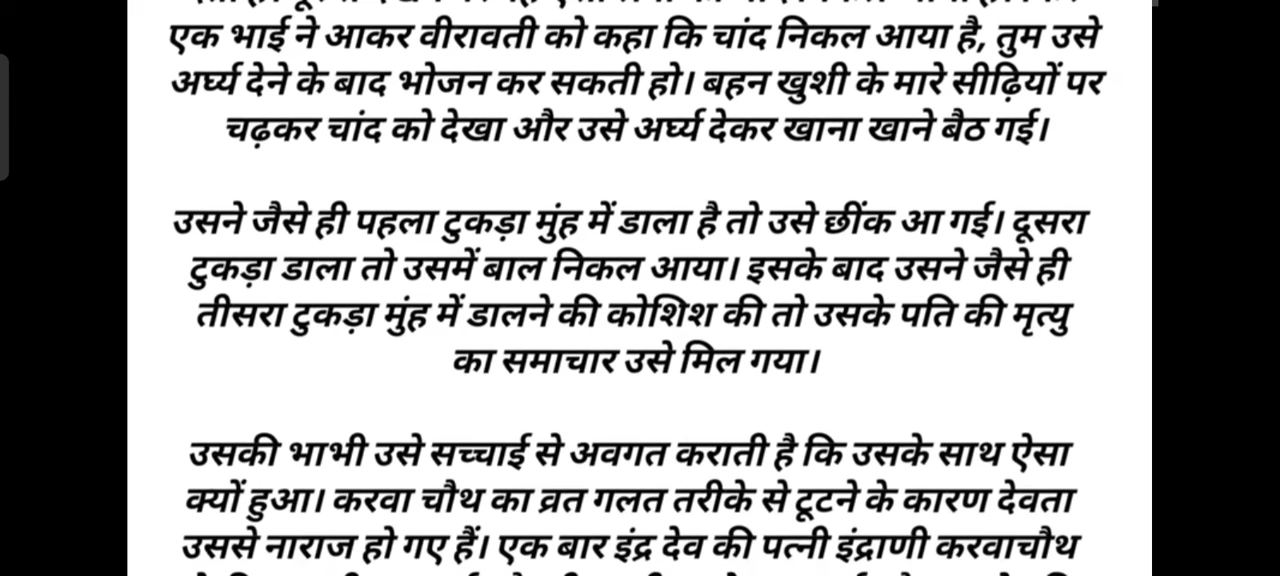 एक भाई ने आकर वीरावती को कहा कि चांद निकल आया है, तुम उसे
अर्घ्य देने के बाद भोजन कर सकती हो। बहन खुशी के मारे सीढ़ियों पर
चढ़कर चांद को देखा और उसे अर्घ्य देकर खाना खाने बैठ गई।
उसने जैसे ही पहला टुकड़ा मुंह में डाला है तो उसे छींक आ गई। दूसरा
टुकड़ा डाला तो उसमें बाल निकल आया। इसके बाद उसने जैसे ही
तीसरा टुकड़ा मुंह में डालने की कोशिश की तो उसके पति की मृत्यु
का समाचार उसे मिल गया।
उसकी भाभी उसे सच्चाई से अवगत कराती है कि उसके साथ ऐसा
क्यों हुआ। करवा चौथ का व्रत गलत तरीके से टूटने के कारण देवता
उससे नाराज हो गए हैं। एक बार इंद्र देव की पत्नी इंद्राणी करवाचौथ